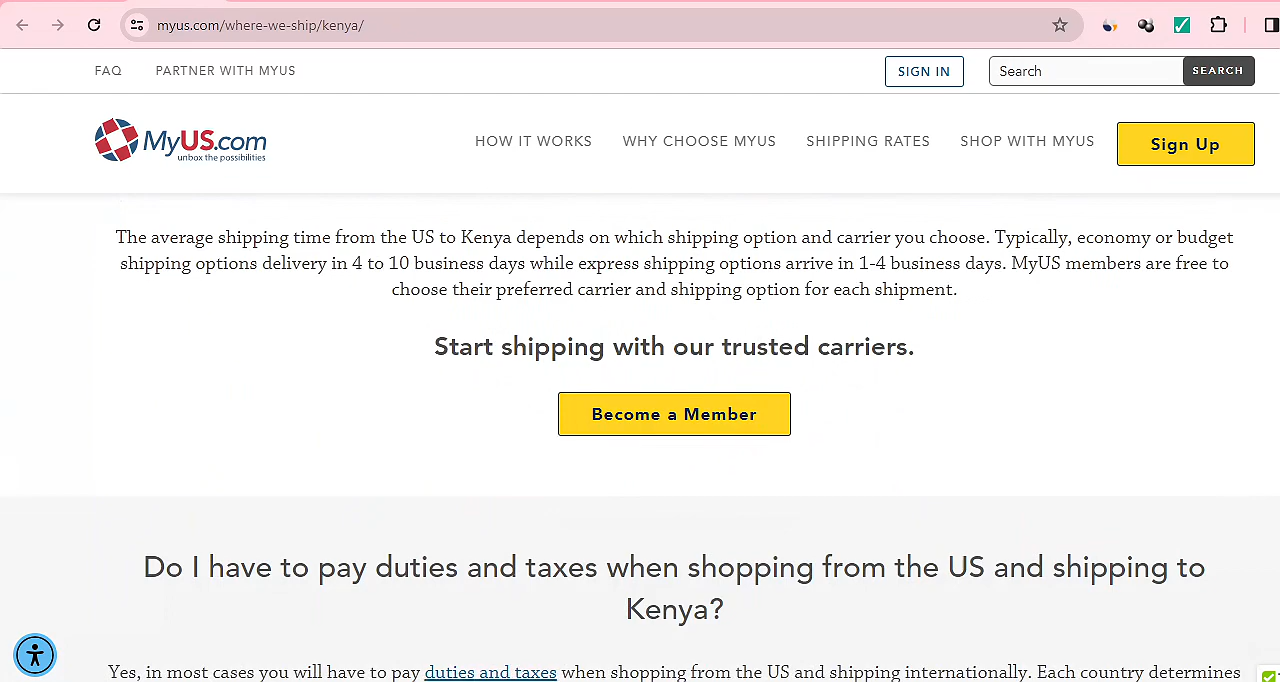 myus.com/where-we-ship/kenya/
FAQ
PARTNER WITH MYUS
SIGN IN
Search
SEARCH
MyUS.com
unbox the possibilities
HOW IT WORKS
WHY CHOOSE MYUS
SHIPPING RATES
SHOP WITH MYUS
Sign Up
The average shipping time from the US to Kenya depends on which shipping option and carrier you choose. Typically, economy or budget
shipping options delivery in 4 to 10 business days while express shipping options arrive in 1-4 business days. MyUS members are free to
choose their preferred carrier and shipping option for each shipment.
Start shipping with our trusted carriers.
Become a Member
Do I have to pay duties and taxes when shopping from the US and shipping to
Kenya?
Yes, in most cases you will have to pay duties and taxes when shopping from the US and shipping internationally. Each country determines